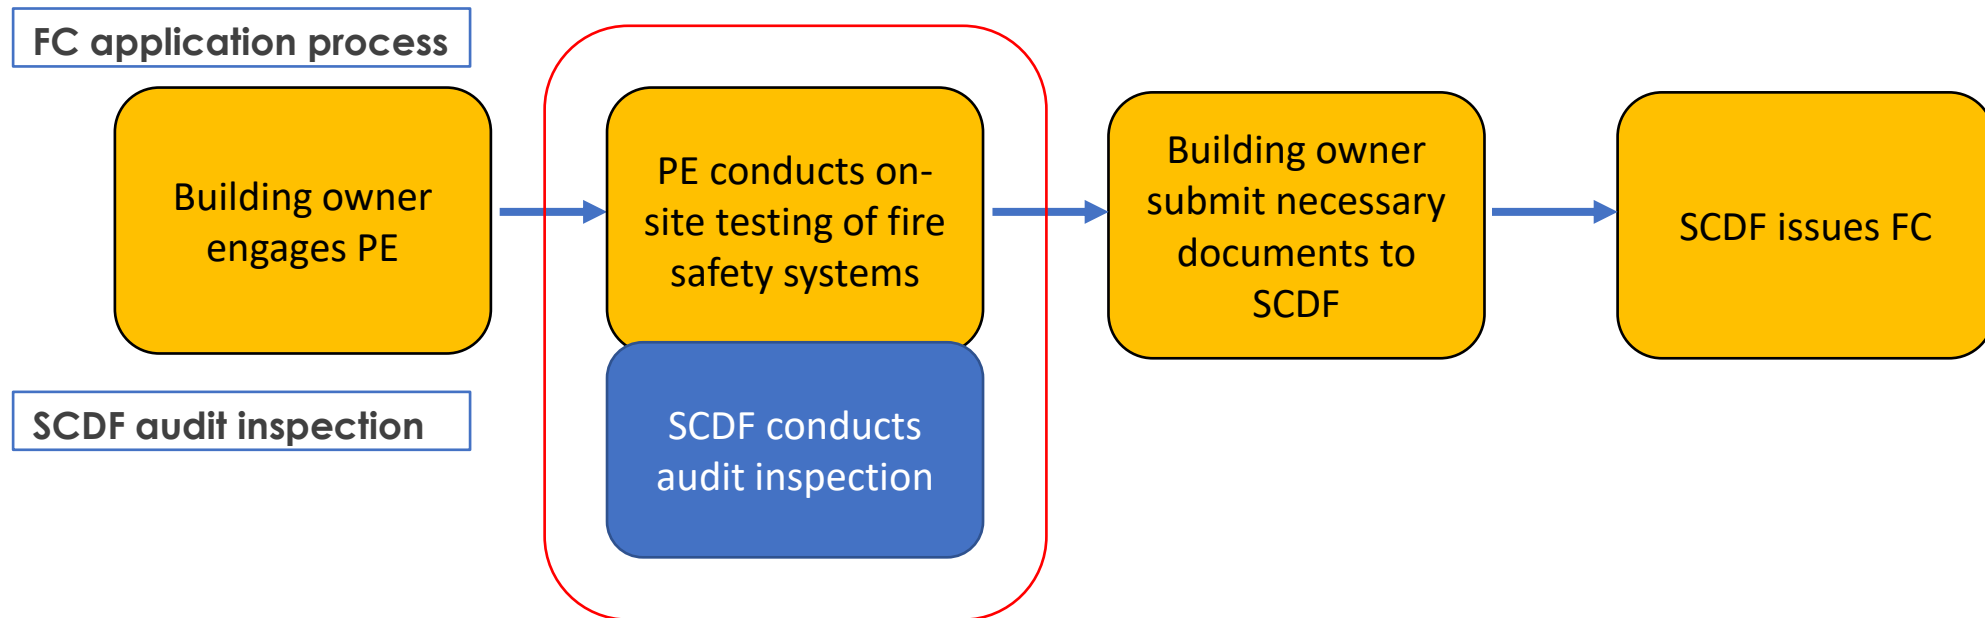 FC application process
Building owner
engages PE
PE conducts on-
site testing of fire
safety systems
Building owner
submit necessary
documents to
SCDF
SCDF issues FC
SCDF audit inspection
SCDF conducts
audit inspection